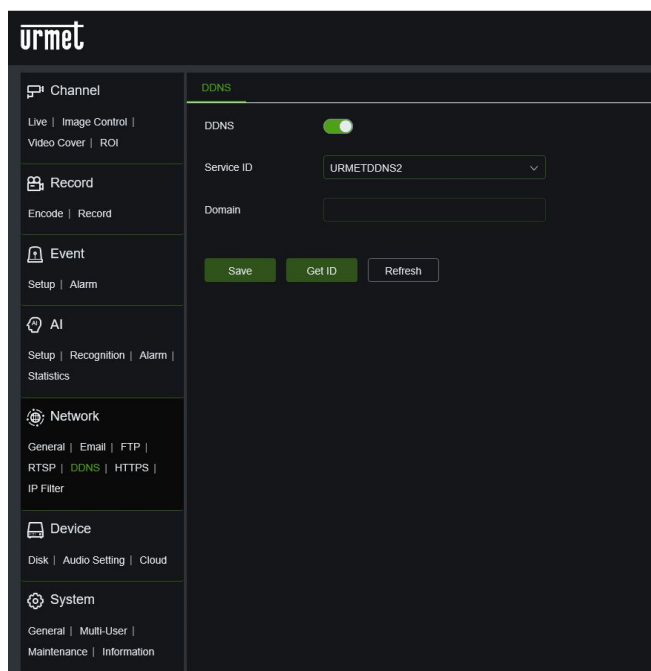 urmet
Channel
Live | Image Control |
Video Cover | ROI
Record
Encode | Record
Event
Setup | Alarm
AI
AI
Setup | Recognition | Alarm |
Statistics
Network
General | Email | FTP |
RTSP | DDNS | HTTPS |
IP Filter
Device
Disk | Audio Setting | Cloud
System
General | Multi-User |
Maintenance | Information
DDNS
DDNS
Service ID
URMETDDNS2
Domain
Save Get ID Refresh